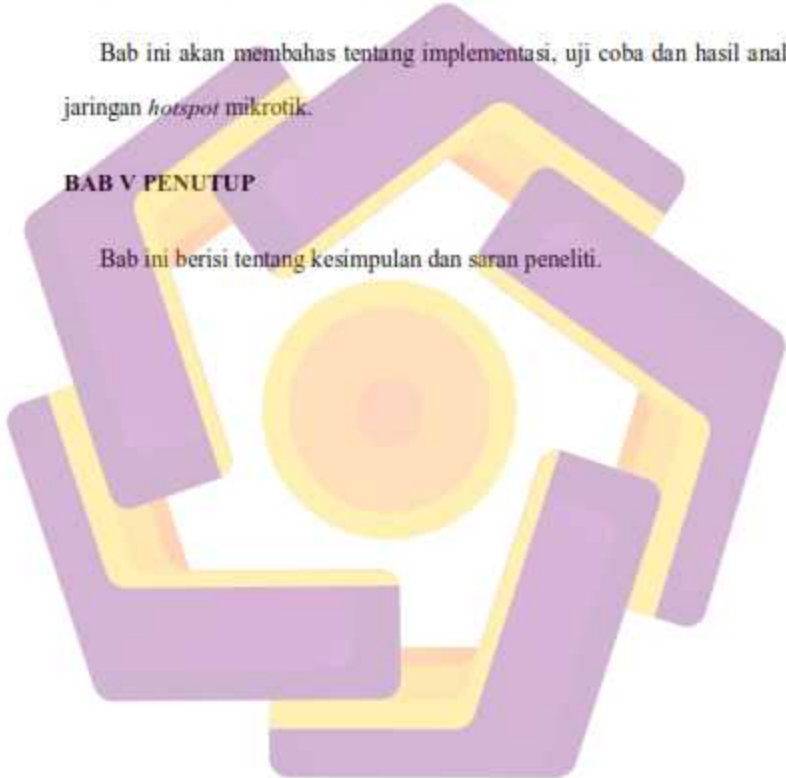 Bab ini akan membahas tentang implementasi, uji coba dan hasil anal
jaringan hotspot mikrotik.
BAB V PENUTUP
Bab ini berisi tentang kesimpulan dan saran peneliti.